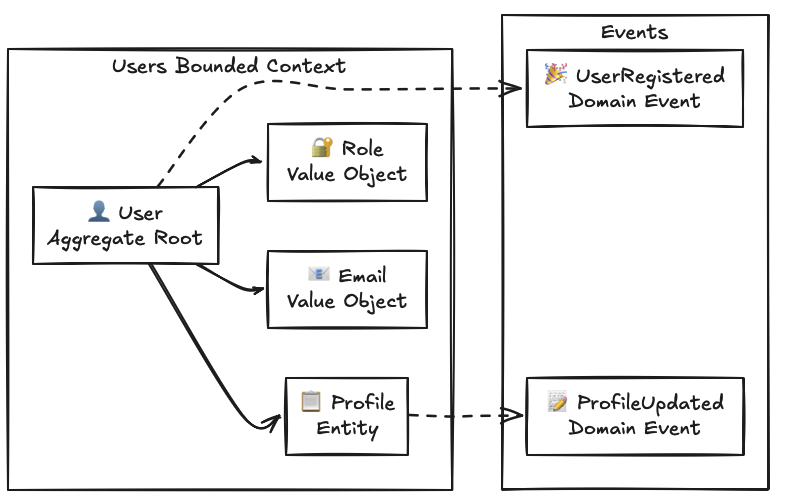 Users Bounded Context
👤 User
Aggregate Root
🔐 Role
Value Object
📧 Email
Value Object
📋 Profile
Entity
Events
🎉 UserRegistered
Domain Event
📝 ProfileUpdated
Domain Event